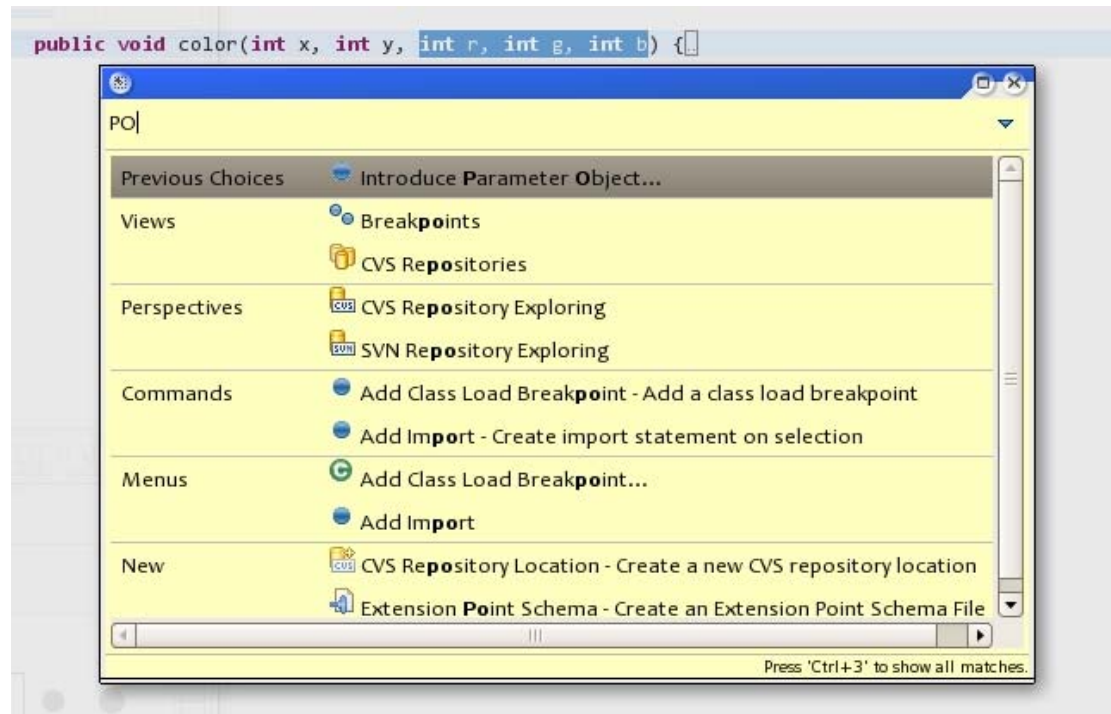 public void color(int x, int y, int r, int g, int b) {..
PO
Previous Choices Introduce Parameter Object...
Views Breakpoints
CVS Repositories
Perspectives CVS CVS Repository Exploring
SVN SVN Repository Exploring
Commands Add Class Load Breakpoint - Add a class load breakpoint
Add Import - Create import statement on selection
Menus C Add Class Load Breakpoint...
Add Import
New CVS CVS Repository Location - Create a new CVS repository location
Extension Point Schema - Create an Extension Point Schema File
Press 'Ctrl+3' to show all matches.